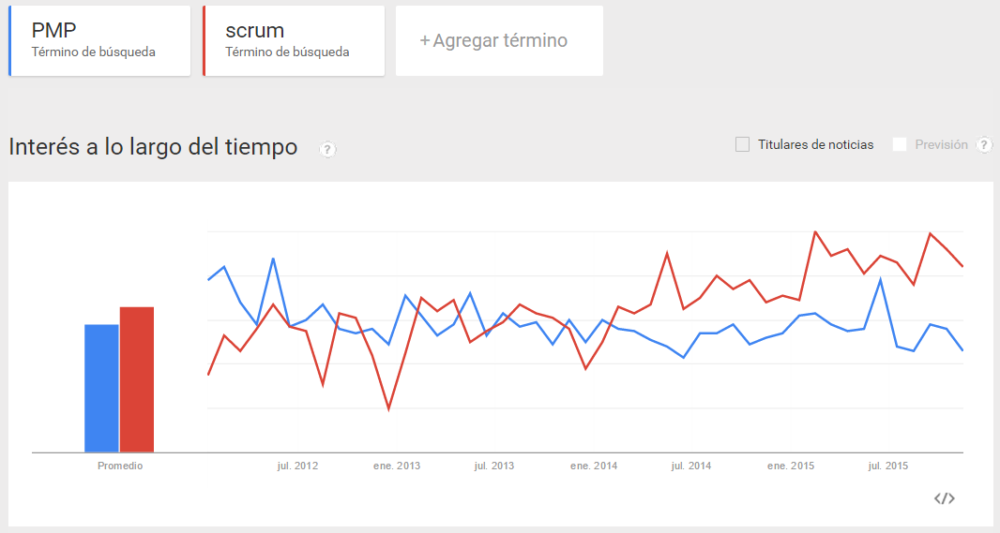 PMP
Término de búsqueda
scrum
Término de búsqueda
+Agregar término
Interés a lo largo del tiempo ?
Titulares de noticias
Previsión ?
Promedio
jul. 2012
ene. 2013
jul. 2013
ene. 2014
jul. 2014
ene. 2015
jul. 2015
</>